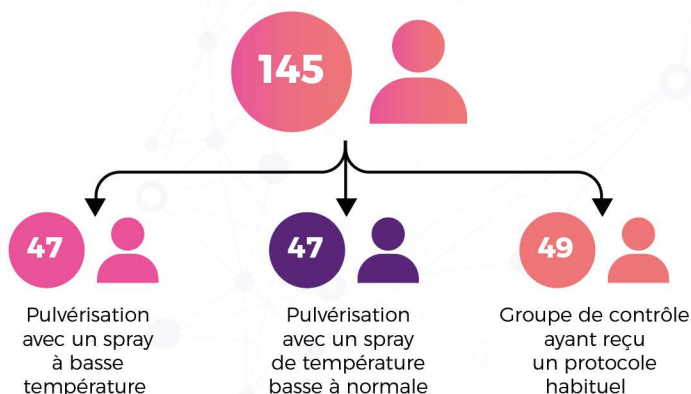 145
47
47
49
Pulvérisation
avec un spray
à basse
température
Pulvérisation
avec un spray
de température
basse à normale
Groupe de contrôle
ayant reçu
un protocole
habituel